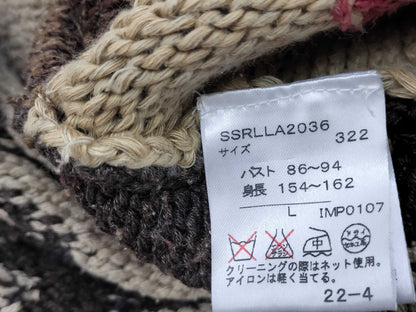 SSRLLA2036
サイズ 322
バスト 86~94
身長 154~162
L IMP0107
中
クリーニングの際はネット使用。
アイロンは軽く当てる。
22-4